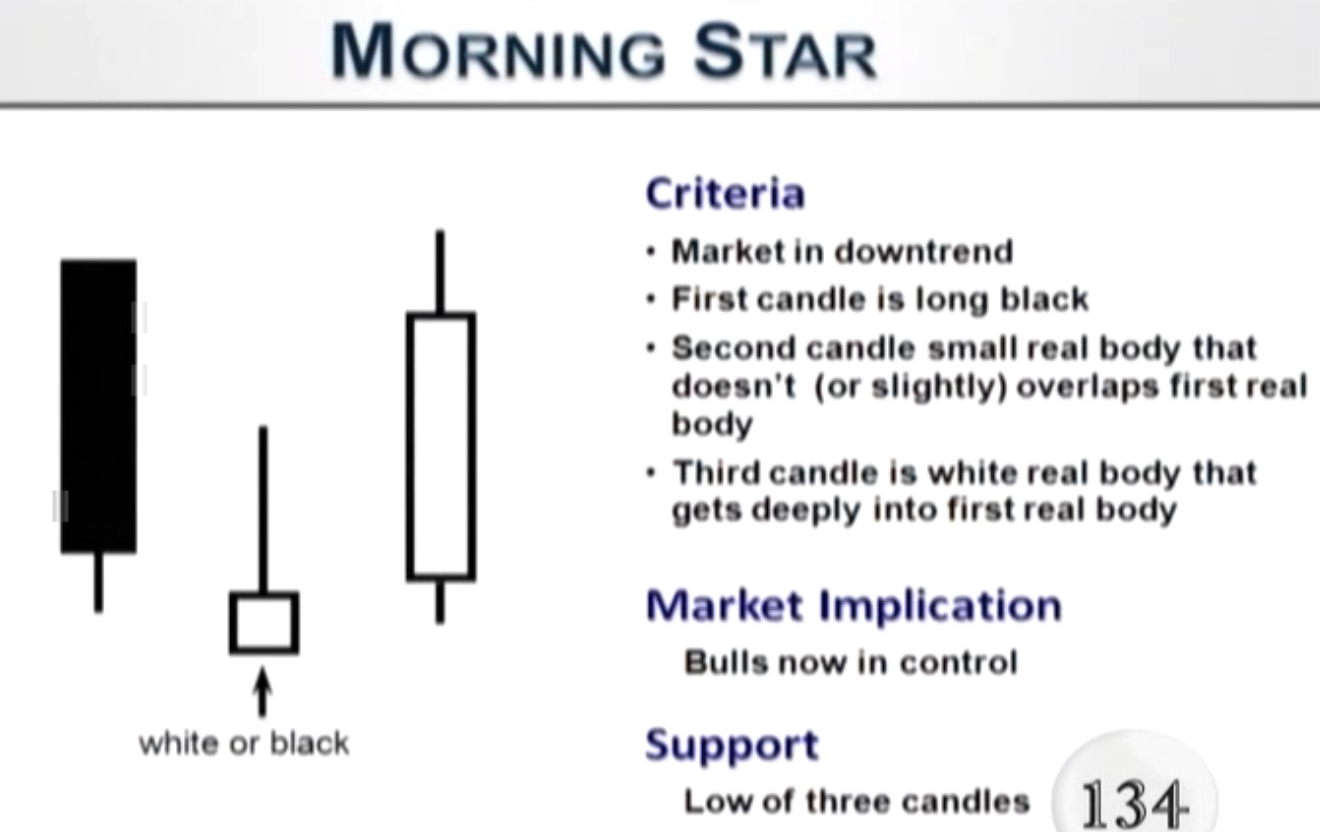 MORNING STAR
Criteria
• Market in downtrend
• First candle is long black
• Second candle small real body that
doesn't (or slightly) overlaps first real
body
• Third candle is white real body that
gets deeply into first real body
Market Implication
Bulls now in control
white or black
Support
Low of three candles
134